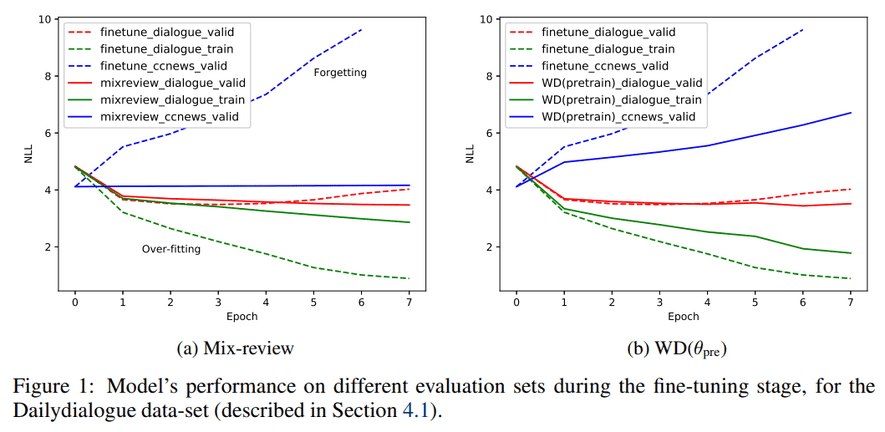 10
8
6
4
2
NLL
finetune_dialogue_valid
finetune_dialogue_train
finetune_ccnews_valid
mixreview_dialogue_valid
mixreview_dialogue_train
mixreview_ccnews_valid
Forgetting
Over-fitting
0 1 2 3 4 5 6 7
Epoch
(a) Mix-review
10
8
6
4
2
NLL
finetune_dialogue_valid
finetune_dialogue_train
finetune_ccnews_valid
WD(pretrain)_dialogue_valid
WD(pretrain)_dialogue_train
WD(pretrain)_ccnews_valid
0 1 2 3 4 5 6 7
Epoch
(b) WD(θpre)
Figure 1: Model's performance on different evaluation sets during the fine-tuning stage, for the
Dailydialogue data-set (described in Section 4.1).